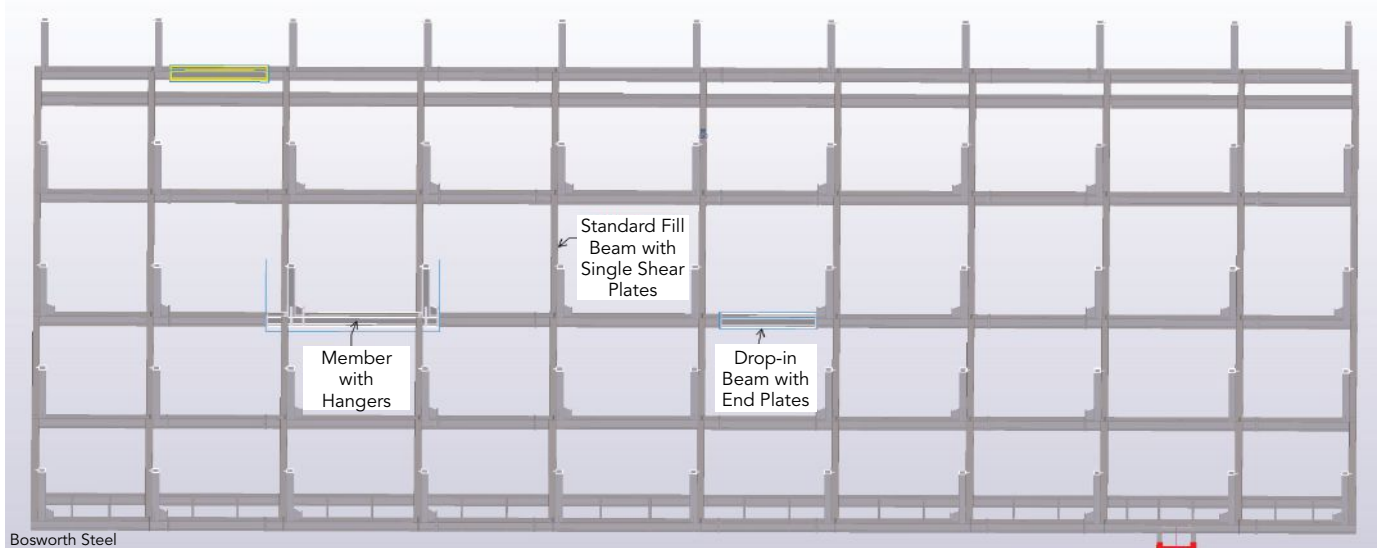 Standard Fill
Beam with
Single Shear
Plates
Member
with
Hangers
Drop-in
Beam with
End Plates
Bosworth Steel